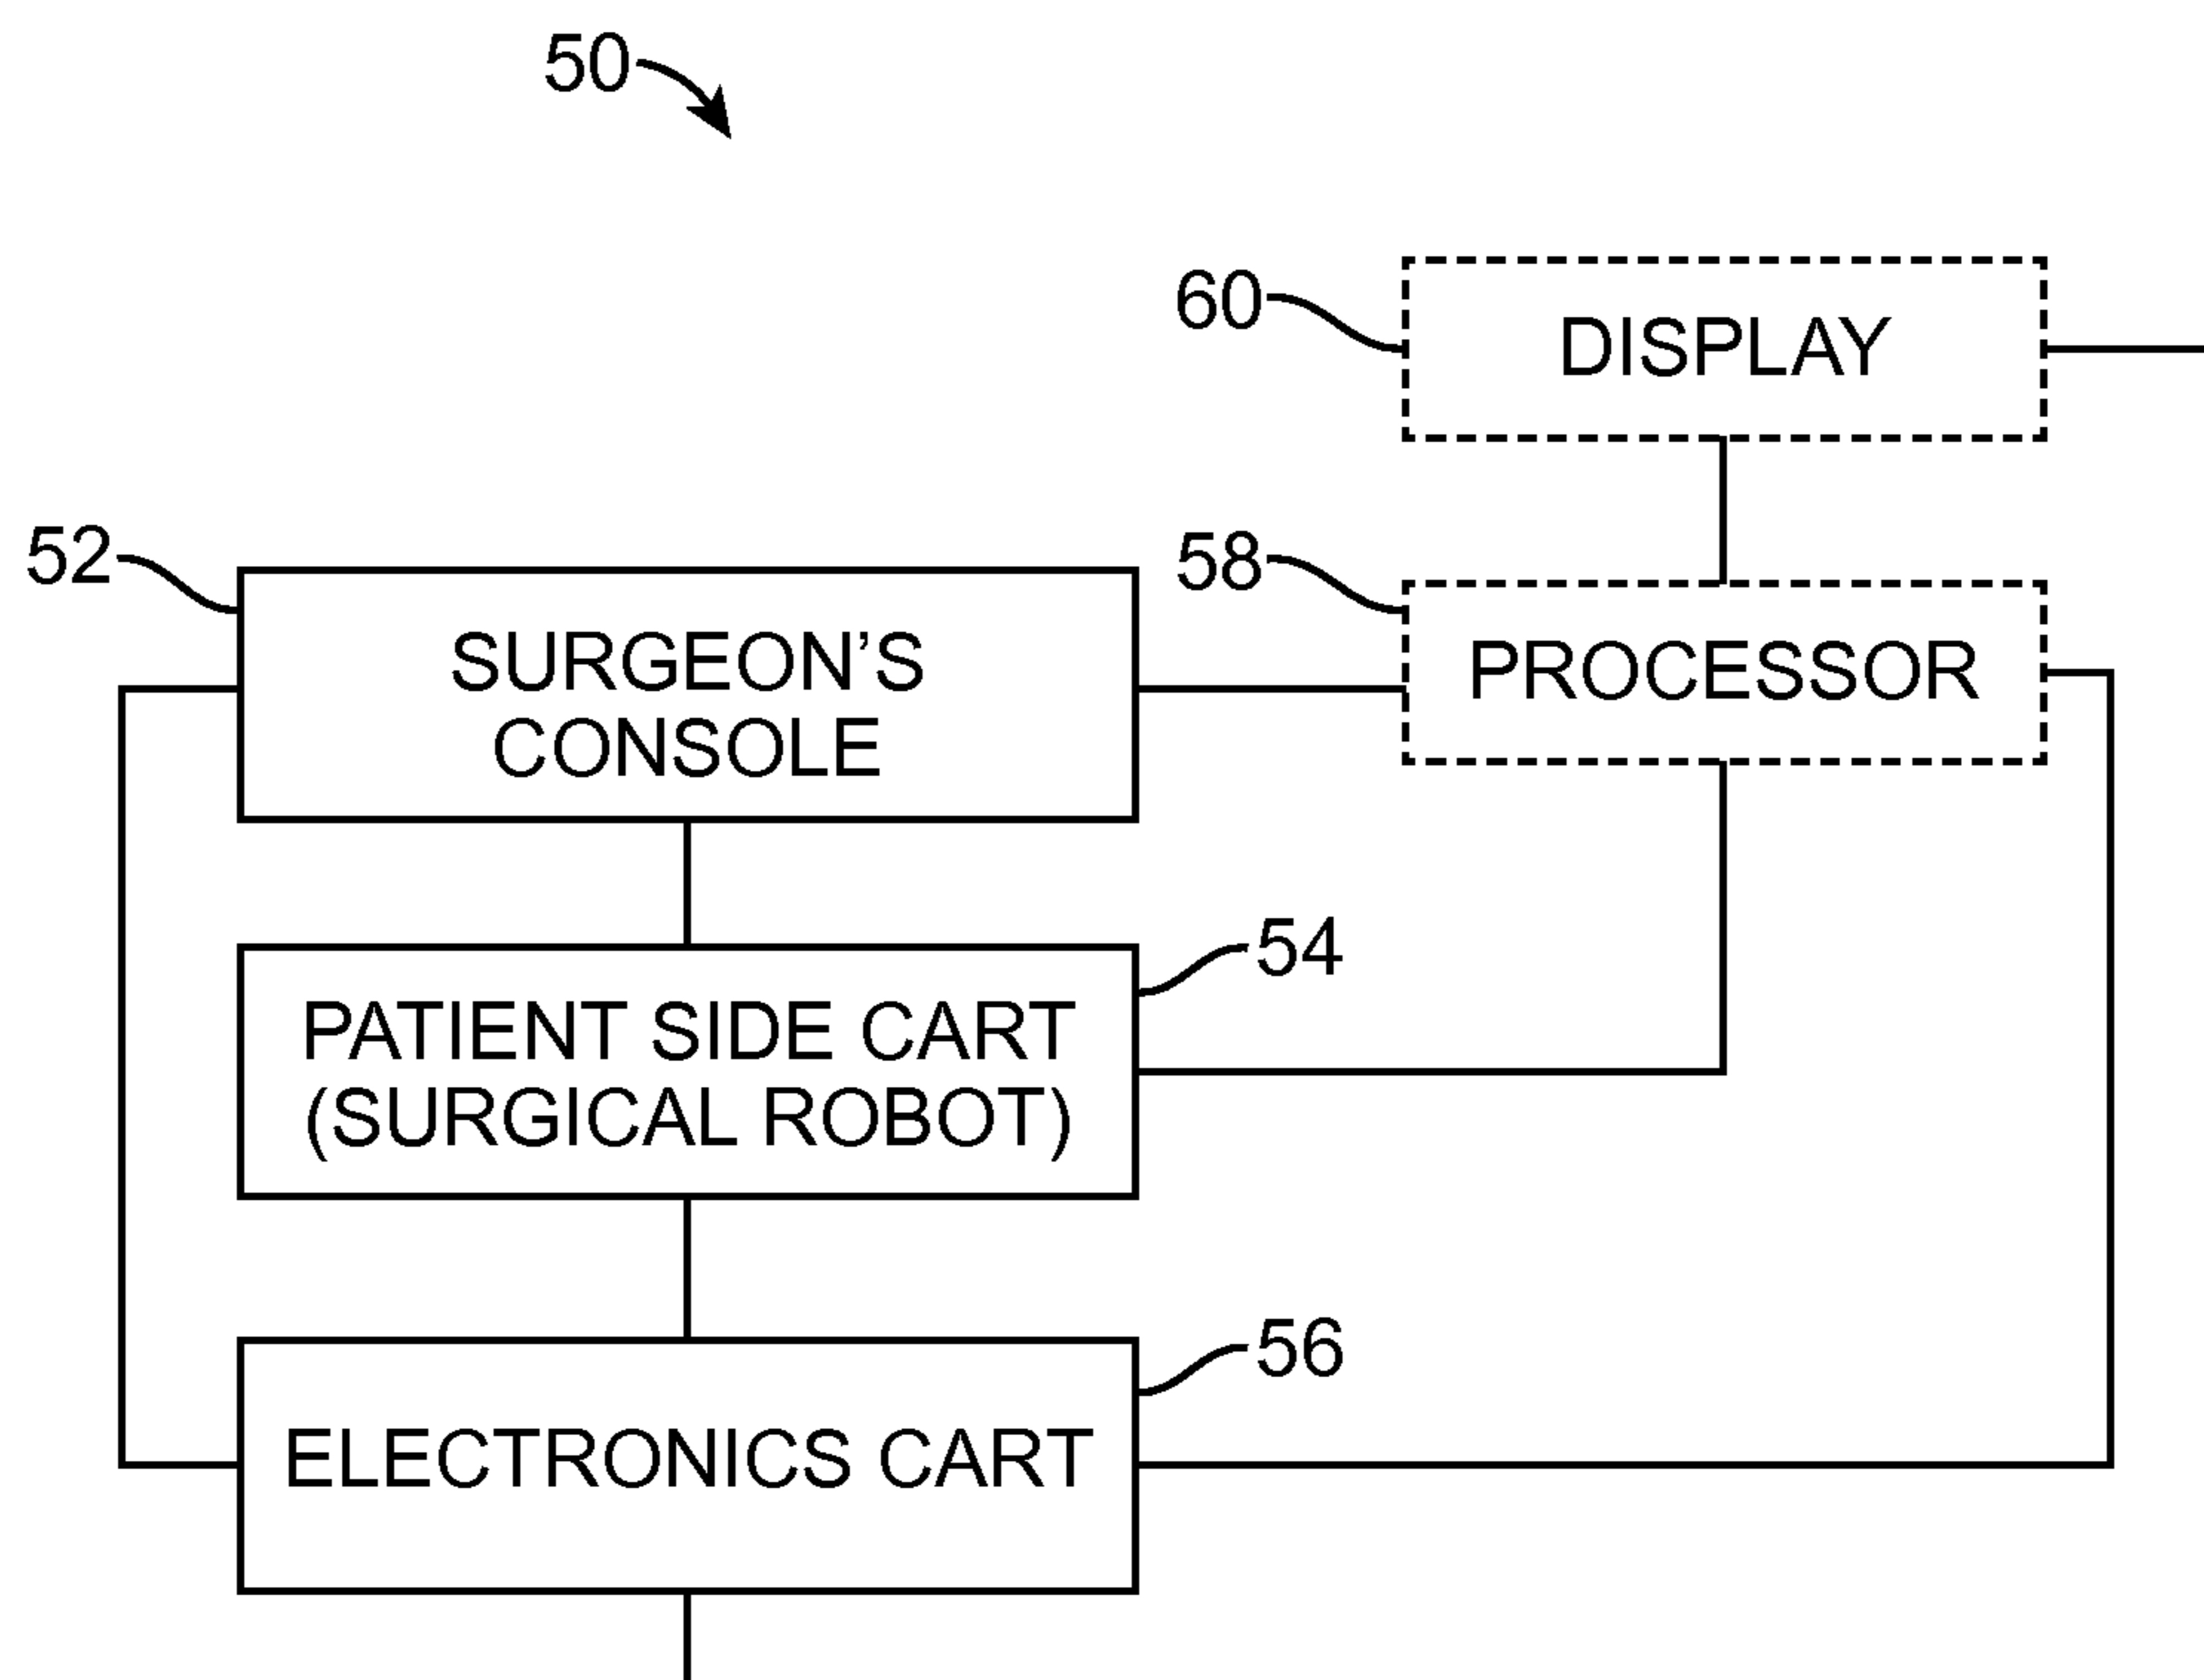 50
60
DISPLAY
52
58
SURGEON’S
CONSOLE
PROCESSOR
54
PATIENT SIDE CART
(SURGICAL ROBOT)
56
ELECTRONICS CART